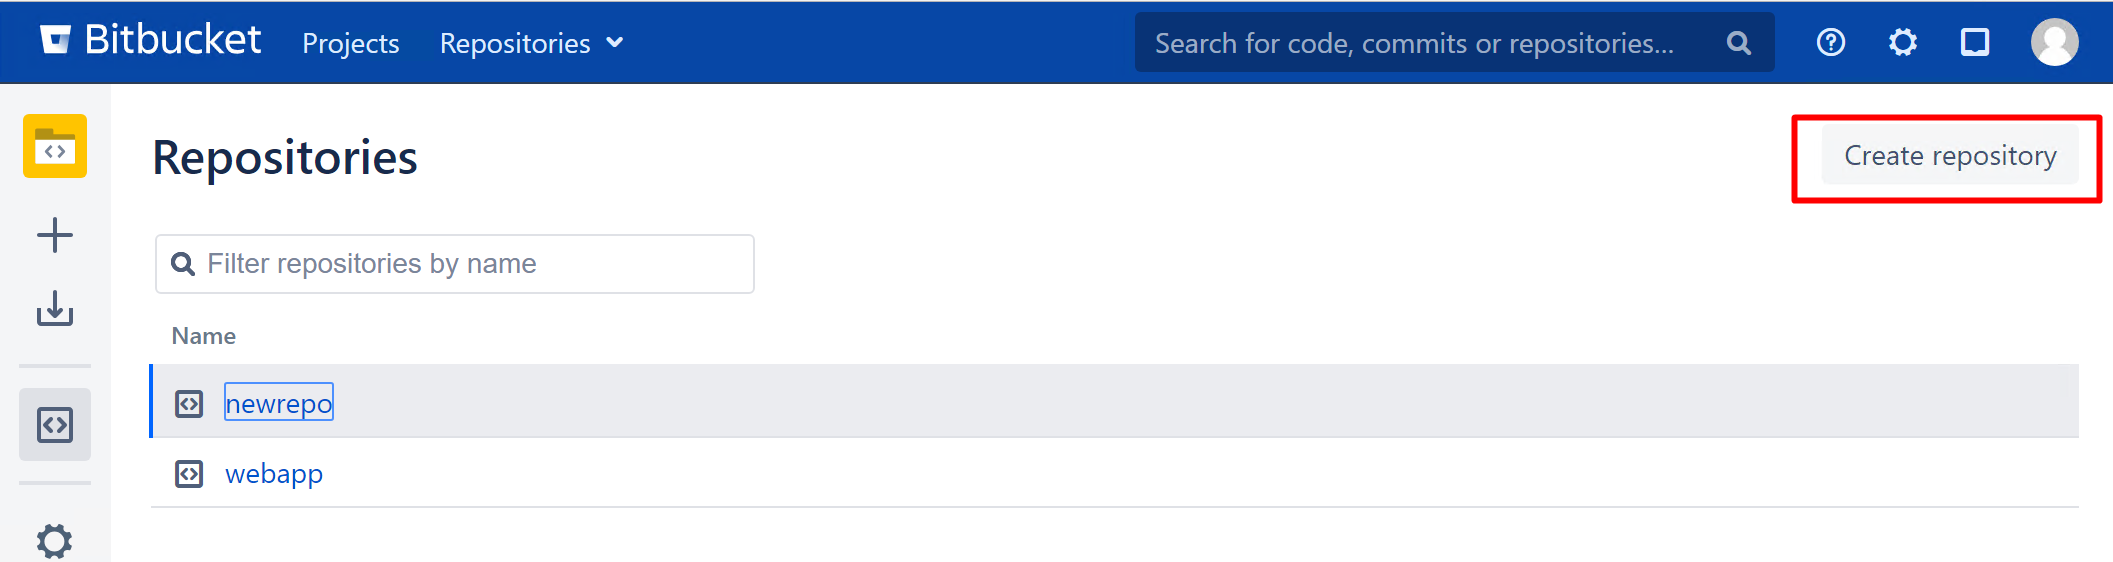 Bitbucket Projects Repositories Search for code, commits or repositories...
Repositories
Create repository
Filter repositories by name
Name
newrepo
webapp